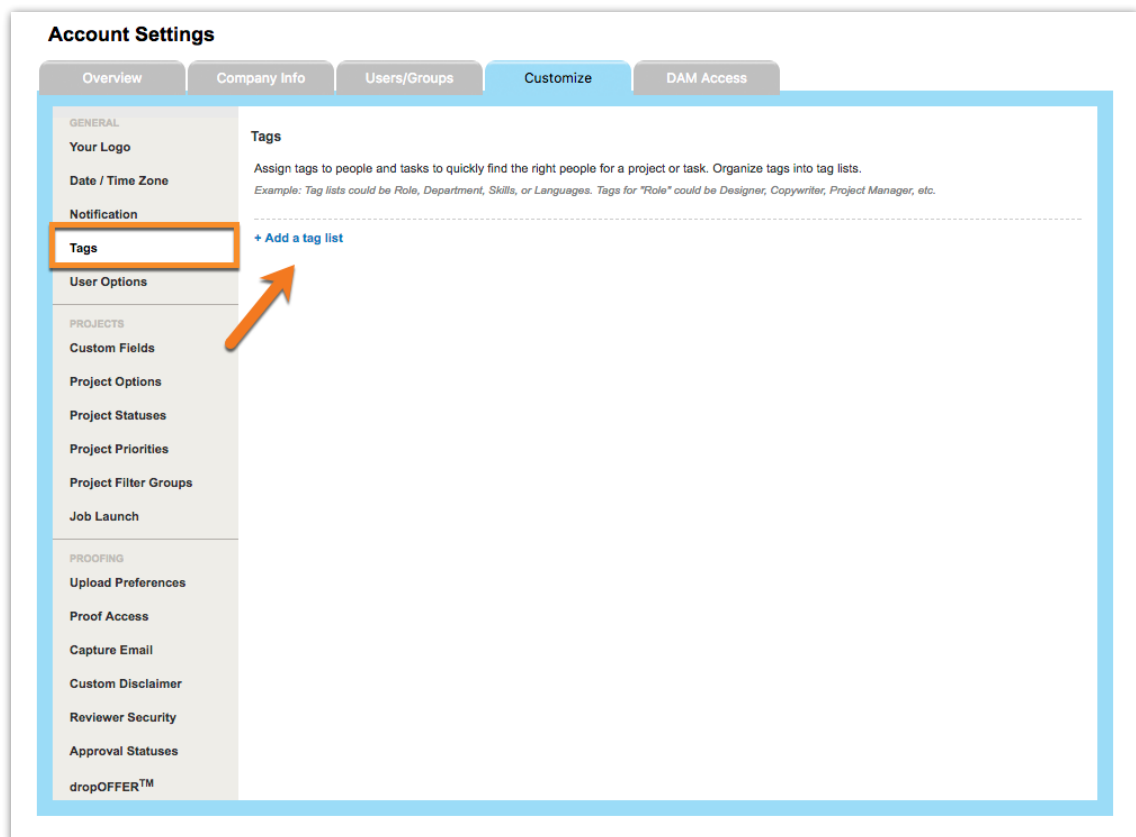 Account Settings
Overview
Company Info
Users/Groups
Customize
DAM Access
GENERAL
Your Logo
Date / Time Zone
Notification
Tags
User Options
PROJECTS
Custom Fields
Project Options
Project Statuses
Project Priorities
Project Filter Groups
Job Launch
PROOFING
Upload Preferences
Proof Access
Capture Email
Custom Disclaimer
Reviewer Security
Approval Statuses
dropOFFER™
Tags
Assign tags to people and tasks to quickly find the right people for a project or task. Organize tags into tag lists.
Example: Tag lists could be Role, Department, Skills, or Languages. Tags for "Role" could be Designer, Copywriter, Project Manager, etc.
+ Add a tag list